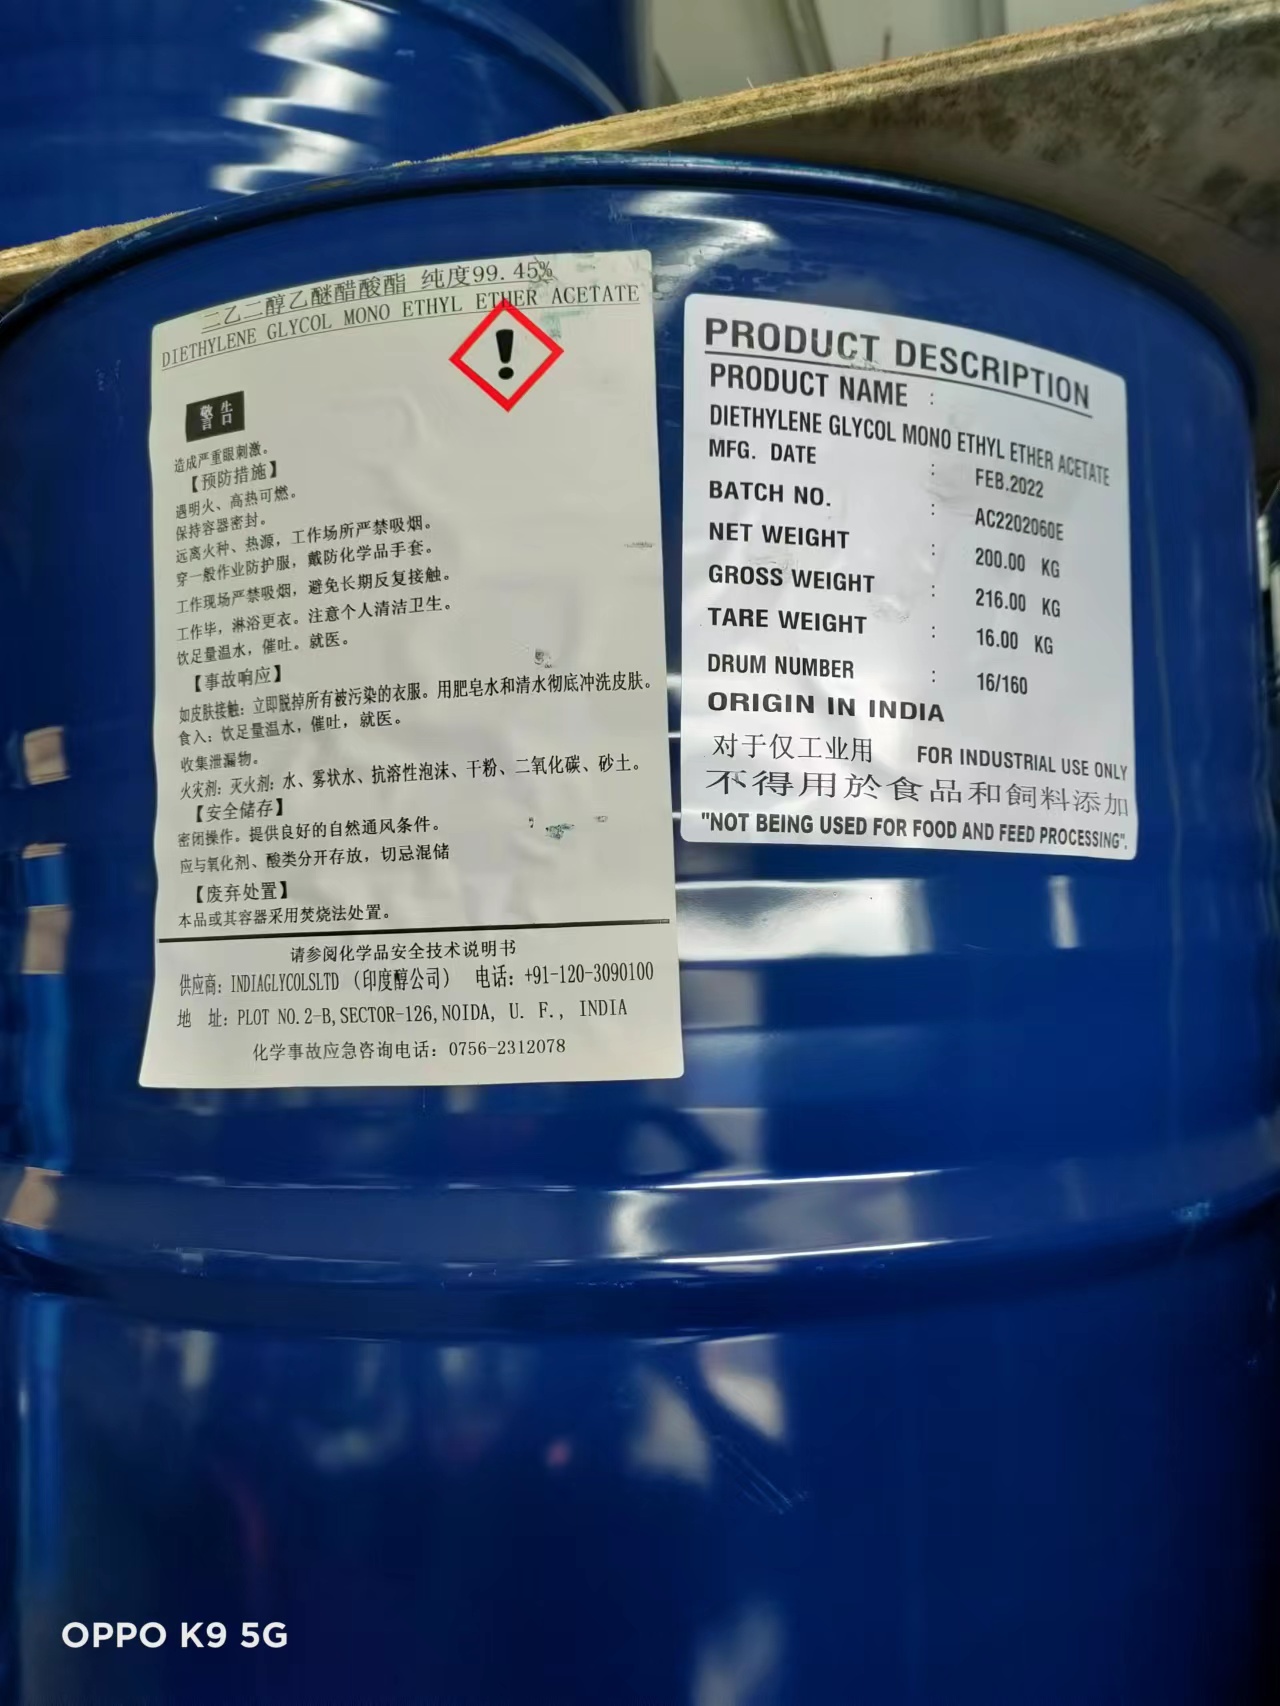 二乙二醇乙醚醋酸酯 纯度99.45%
DIETHYLENE GLYCOL MONO ETHYL ETHER ACETATE
警告
造成严重眼刺激。
【预防措施】
遇明火、高热可燃。
保持容器密封。
远离火种、热源，工作场所严禁吸烟。
穿一般作业防护服，戴防化学品手套。
工作现场严禁吸烟，避免长期反复接触。
工作毕，淋浴更衣。注意个人清洁卫生。
饮足量温水，催吐。就医。
【事故响应】
如皮肤接触：立即脱掉所有被污染的衣服。用肥皂水和清水彻底冲洗皮肤。
食入：饮足量温水，催吐，就医。
收集泄漏物。
火灾剂：灭火剂：水、雾状水、抗溶性泡沫、干粉、二氧化碳、砂土。
【安全储存】
密闭操作。提供良好的自然通风条件。
应与氧化剂、酸类分开存放，切忌混储
【废弃处置】
本品或其容器采用焚烧法处置。
请参阅化学品安全技术说明书
供应商：INDIAGLYCOLSLTD（印度醇公司） 电话：+91-120-3090100
地 址：PLOT NO.2-B,SECTOR-126,NOIDA, U. F., INDIA
化学事故应急咨询电话：0756-2312078
PRODUCT DESCRIPTION
PRODUCT NAME :
DIETHYLENE GLYCOL MONO ETHYL ETHER ACETATE
MFG. DATE : FEB.2022
BATCH NO. : AC2202060E
NET WEIGHT : 200.00 KG
GROSS WEIGHT : 216.00 KG
TARE WEIGHT : 16.00 KG
DRUM NUMBER : 16/160
ORIGIN IN INDIA
对于仅工业用 FOR INDUSTRIAL USE ONLY
不得用於食品和飼料添加
"NOT BEING USED FOR FOOD AND FEED PROCESSING".
OPPO K9 5G